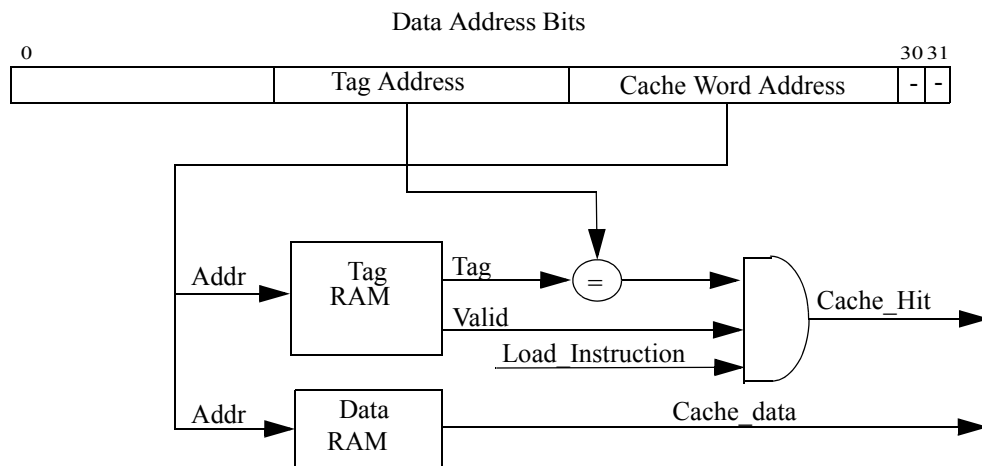 Data Address Bits
0 30 31
Tag Address Cache Word Address - -
Addr Tag RAM Tag =
Valid
Cache_Hit
Load_Instruction
Addr Data RAM Cache_data